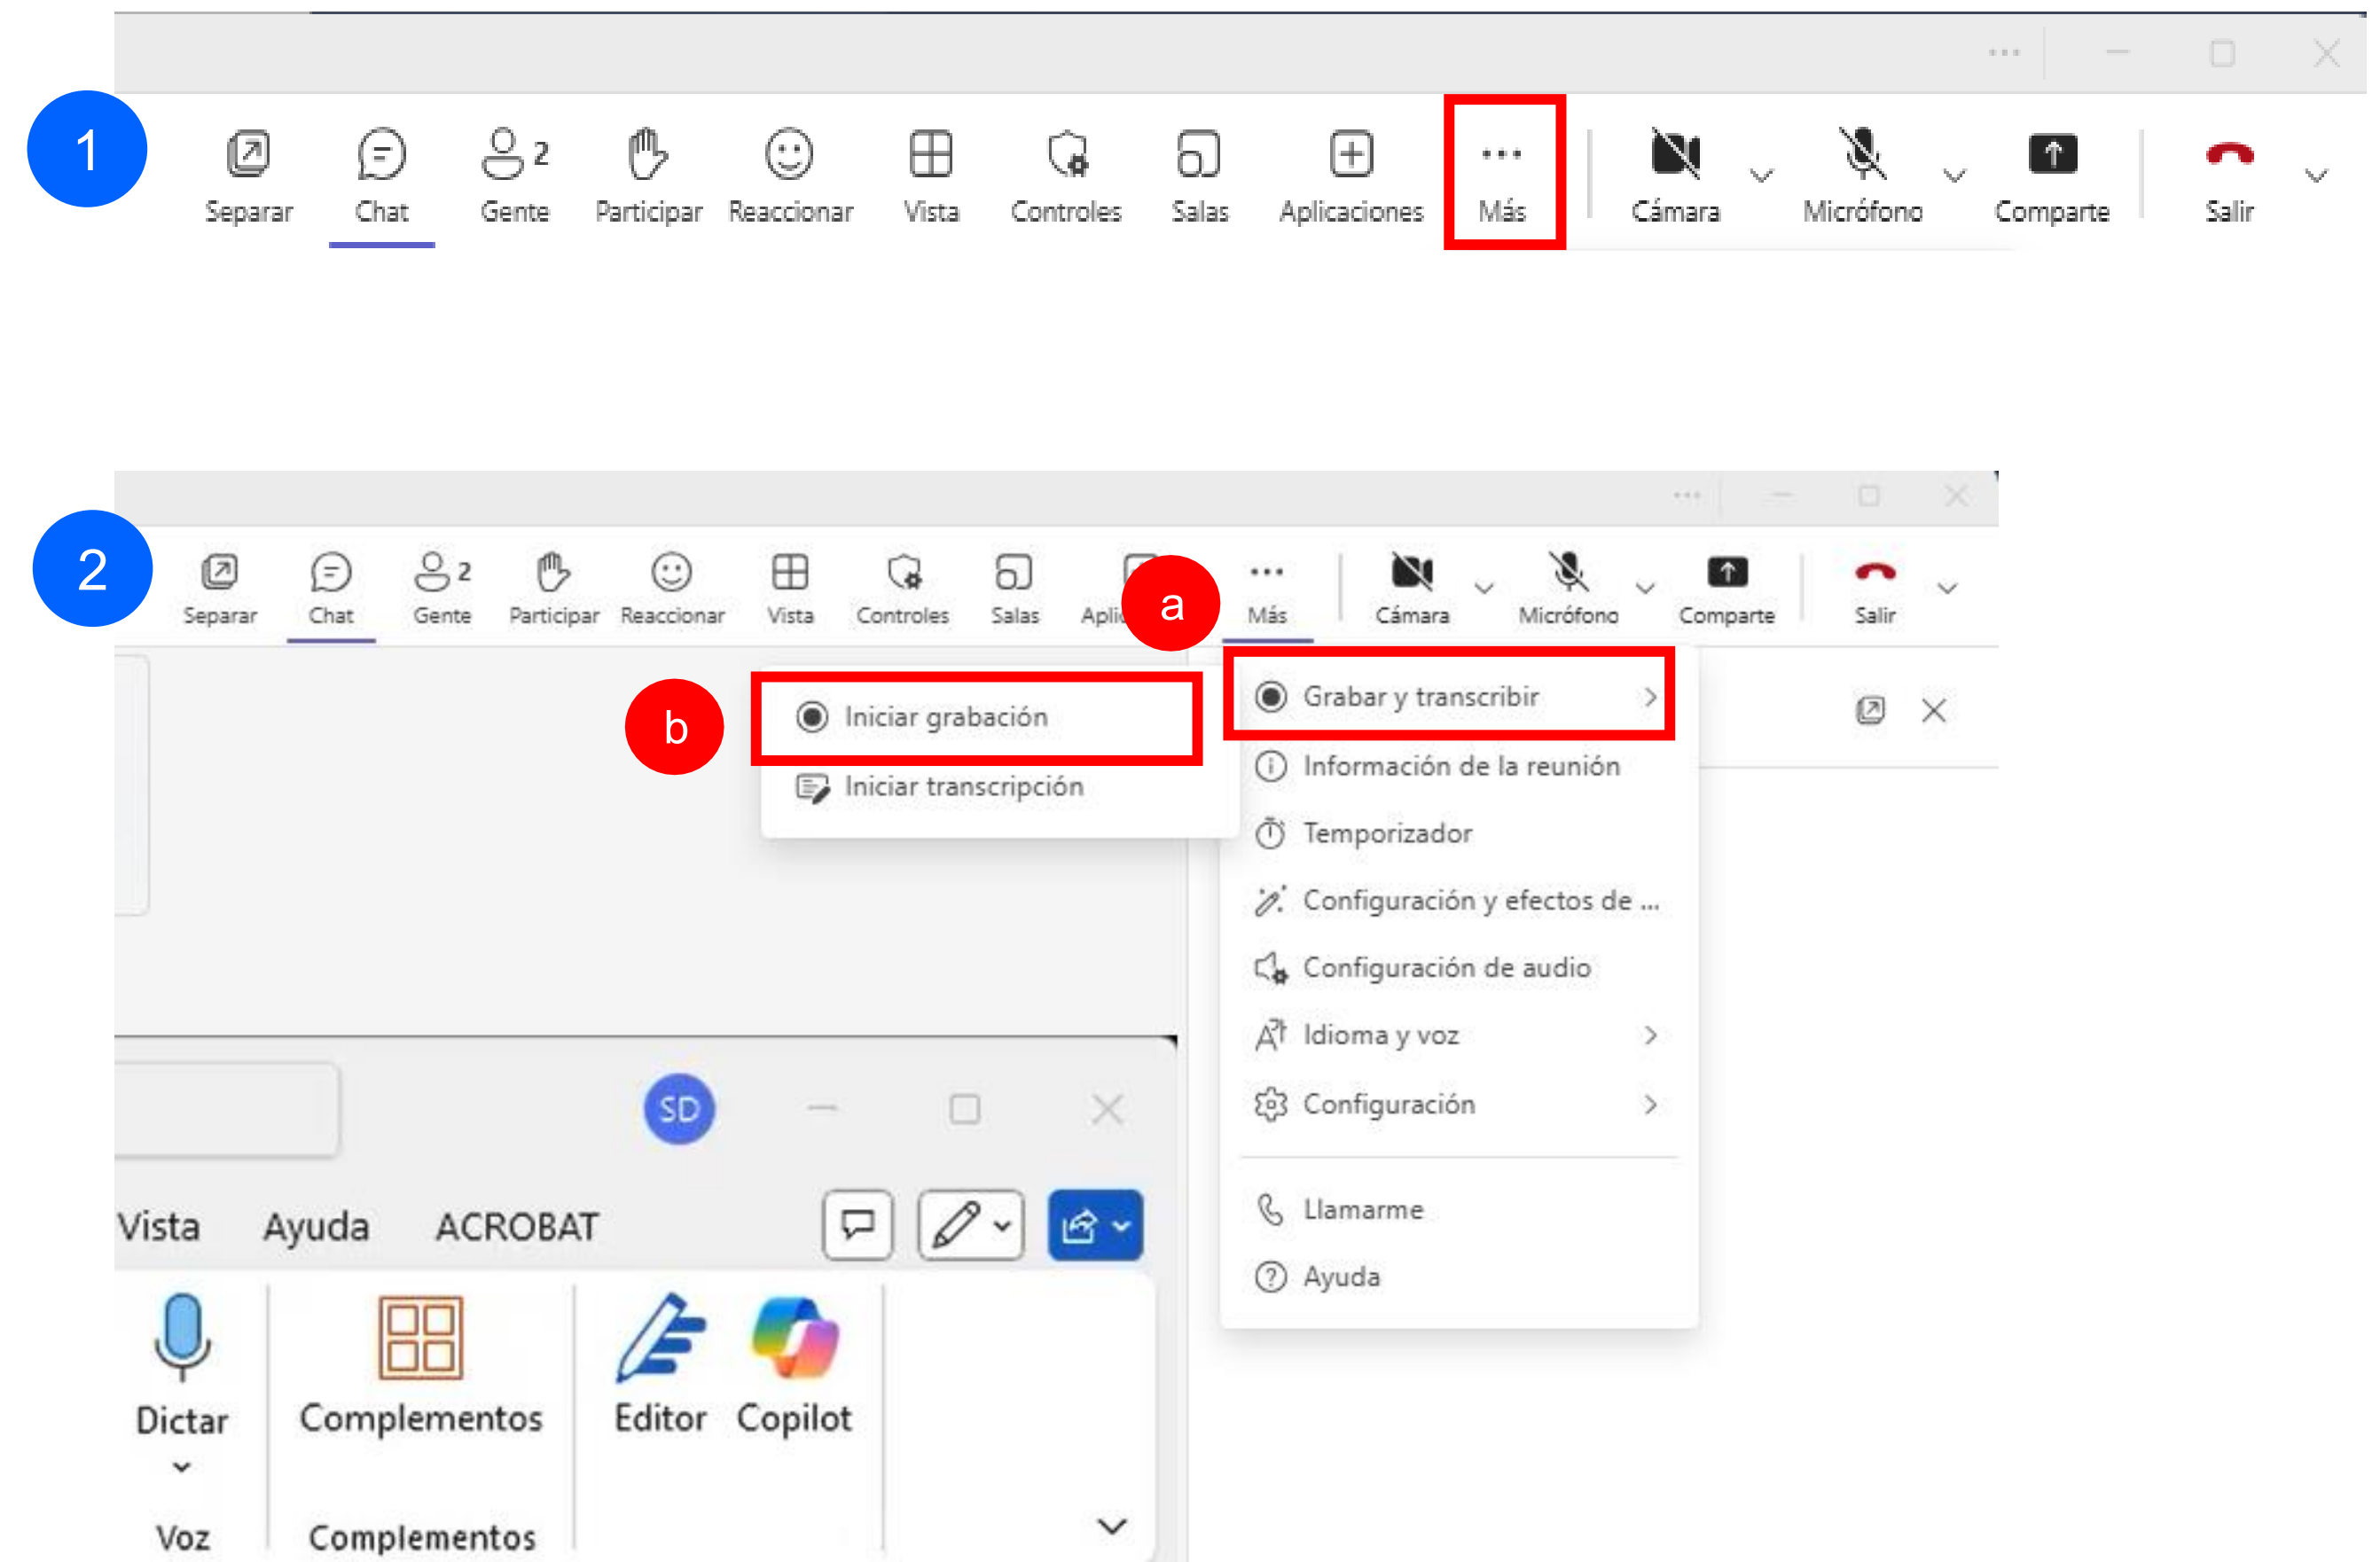 1
2
Separar Chat Gente Participar Reaccionar Vista Controles Salas Aplicaciones Más Cámara Micrófono Comparte Salir
2
2
Separar Chat Gente Participar Reaccionar Vista Controles Salas Más Cámara Micrófono Comparte Salir
a
b
Iniciar grabación
Iniciar transcripción
Grabar y transcribir
Información de la reunión
Temporizador
Configuración y efectos de ...
Configuración de audio
Idioma y voz
Configuración
Llamarme
Ayuda
SD
Vista Ayuda ACROBAT
Dictar Complementos Editor Copilot
Voz Complementos